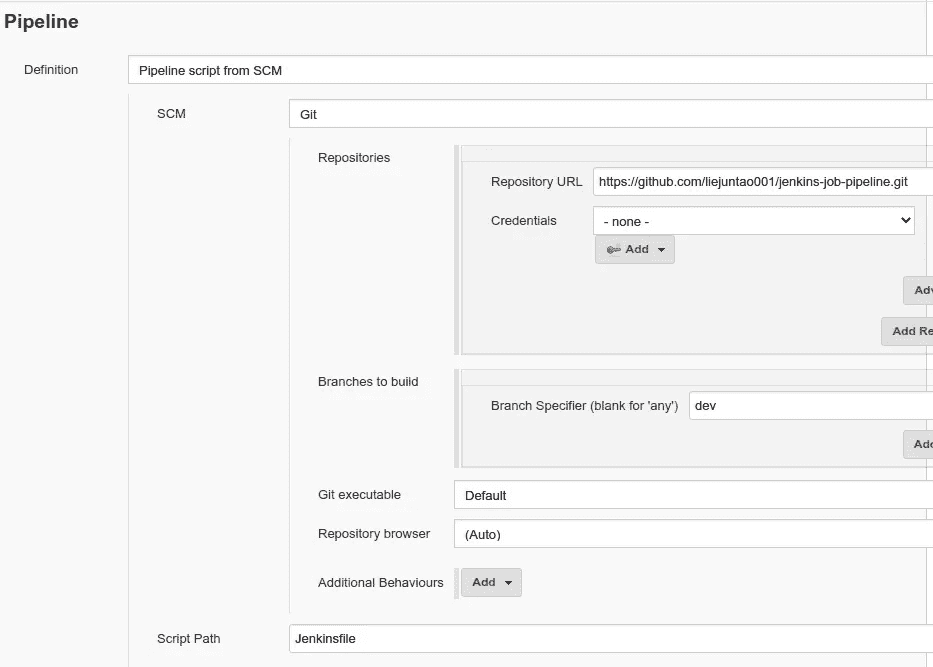 Pipeline
Definition
Pipeline script from SCM
SCM
Git
Repositories
Repository URL
https://github.com/liejuntao001/jenkins-job-pipeline.git
Credentials
- none -
Add
Adv
Add Re
Branches to build
Branch Specifier (blank for 'any')
dev
Add
Git executable
Default
Repository browser
(Auto)
Additional Behaviours
Add
Script Path
Jenkinsfile